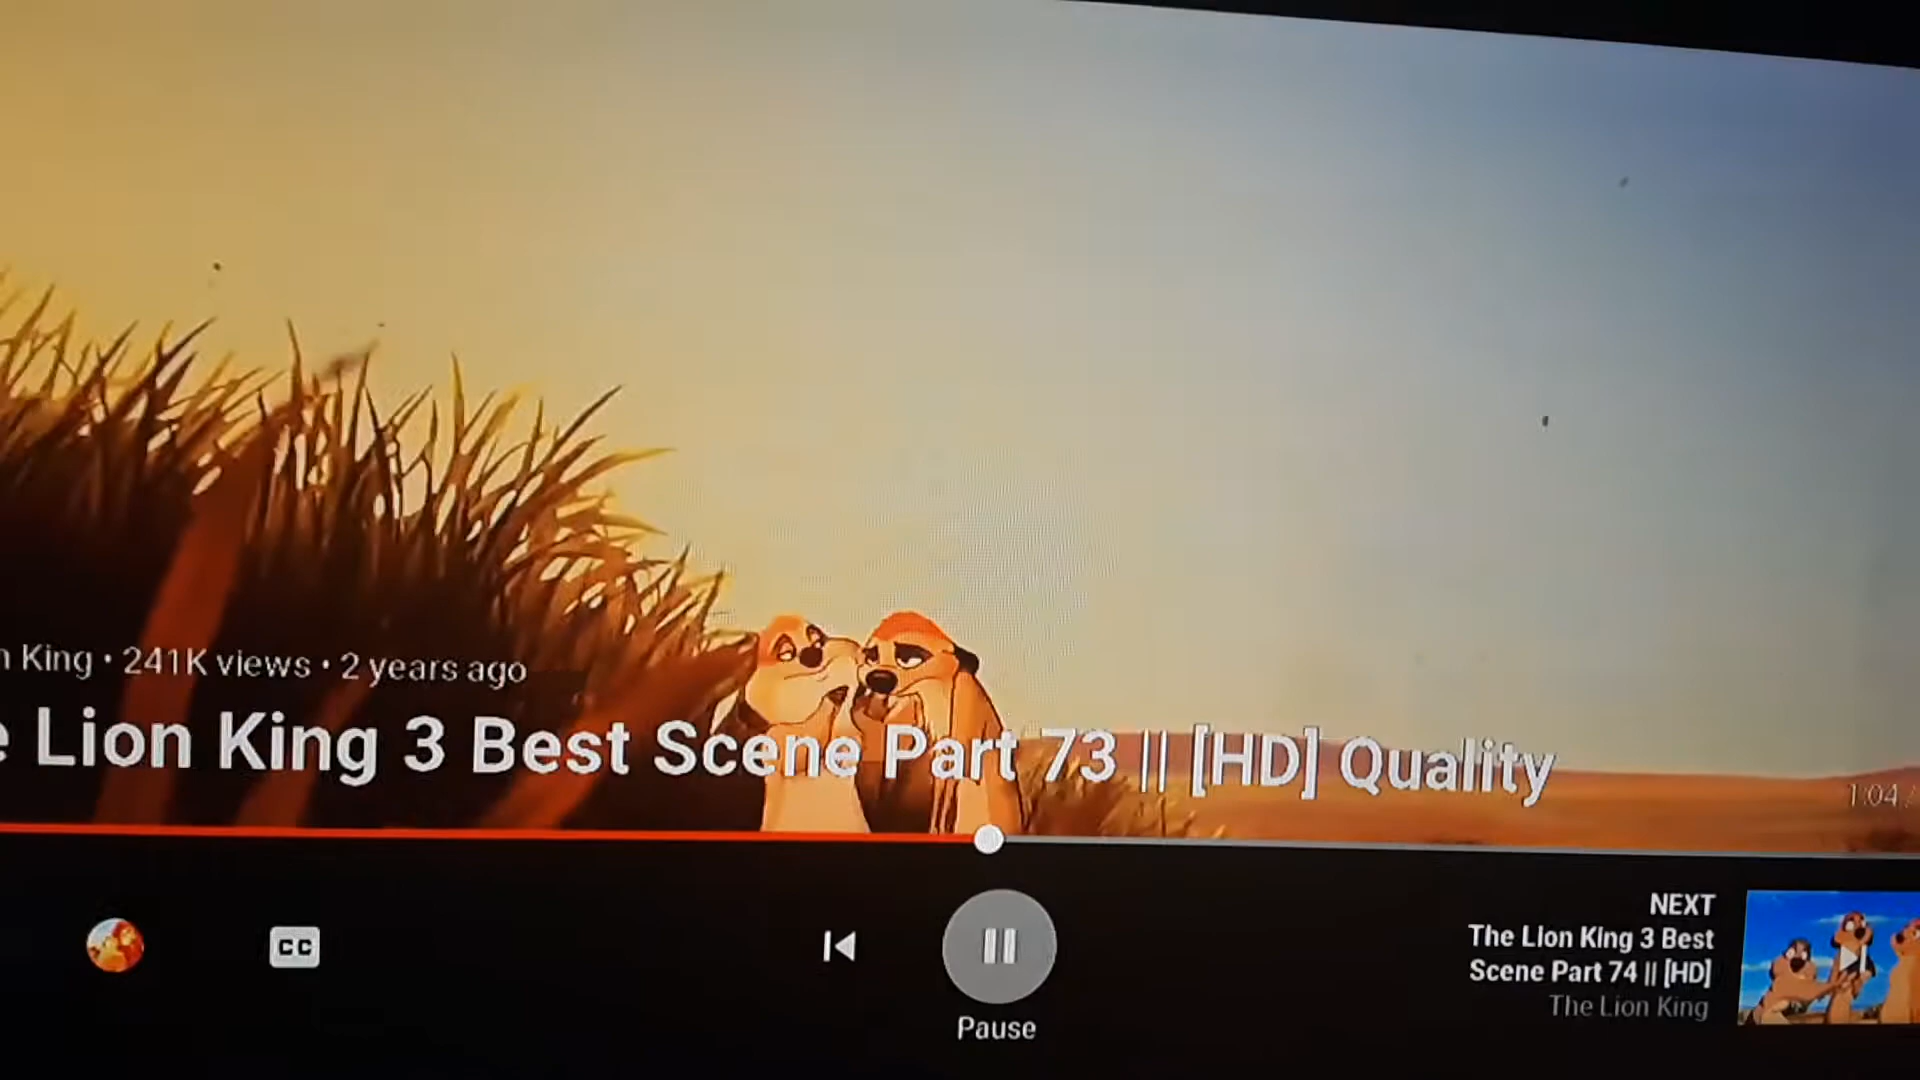 n King • 241K views • 2 years ago
e Lion King 3 Best Scene Part 73 || [HD] Quality
1:04 /
CC
Pause
NEXT
The Lion King 3 Best
Scene Part 74 || [HD]
The Lion King